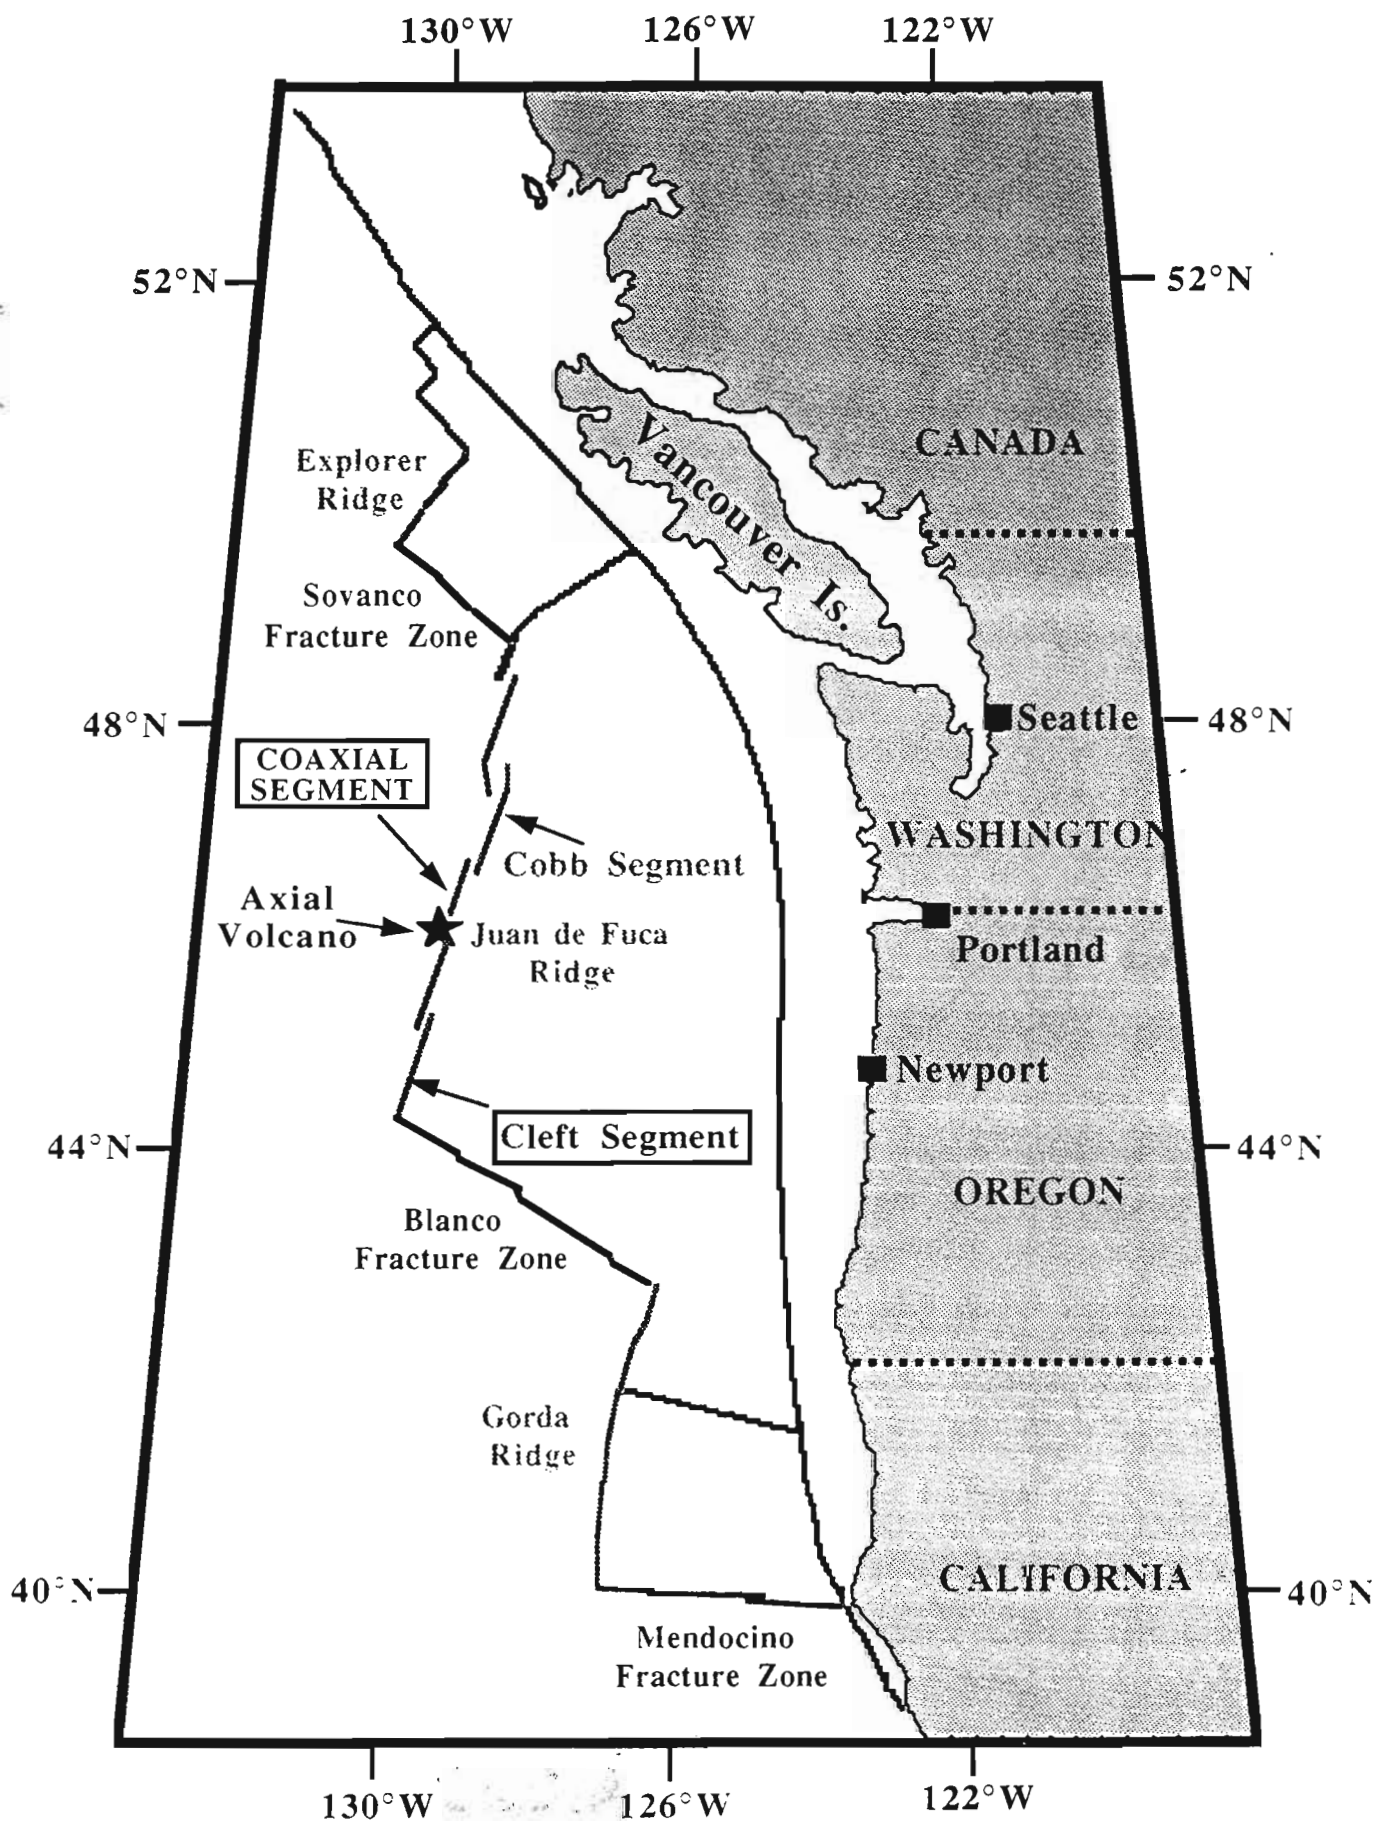 130°W 126°W 122°W
52°N 52°N
CANADA
Vancouver Is.
Explorer
Ridge
Sovanco
Fracture Zone
48°N Seattle 48°N
COAXIAL
SEGMENT
WASHINGTON
Cobb Segment
Axial
Volcano
Juan de Fuca
Ridge
Portland
Newport
Cleft Segment
44°N 44°N
OREGON
Blanco
Fracture Zone
Gorda
Ridge
CALIFORNIA
40°N 40°N
Mendocino
Fracture Zone
130°W 126°W 122°W